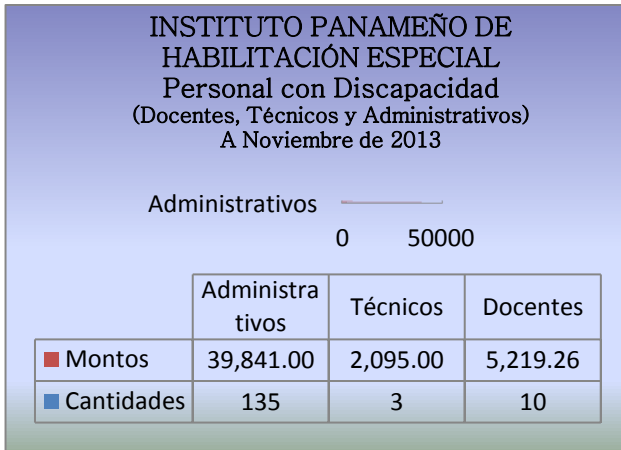 INSTITUTO PANAMEÑO DE
HABILITACIÓN ESPECIAL
Personal con Discapacidad
(Docentes, Técnicos y Administrativos)
A Noviembre de 2013
Administrativos
0 50000
Administra
tivos Técnicos Docentes
Montos 39,841.00 2,095.00 5,219.26
Cantidades 135 3 10